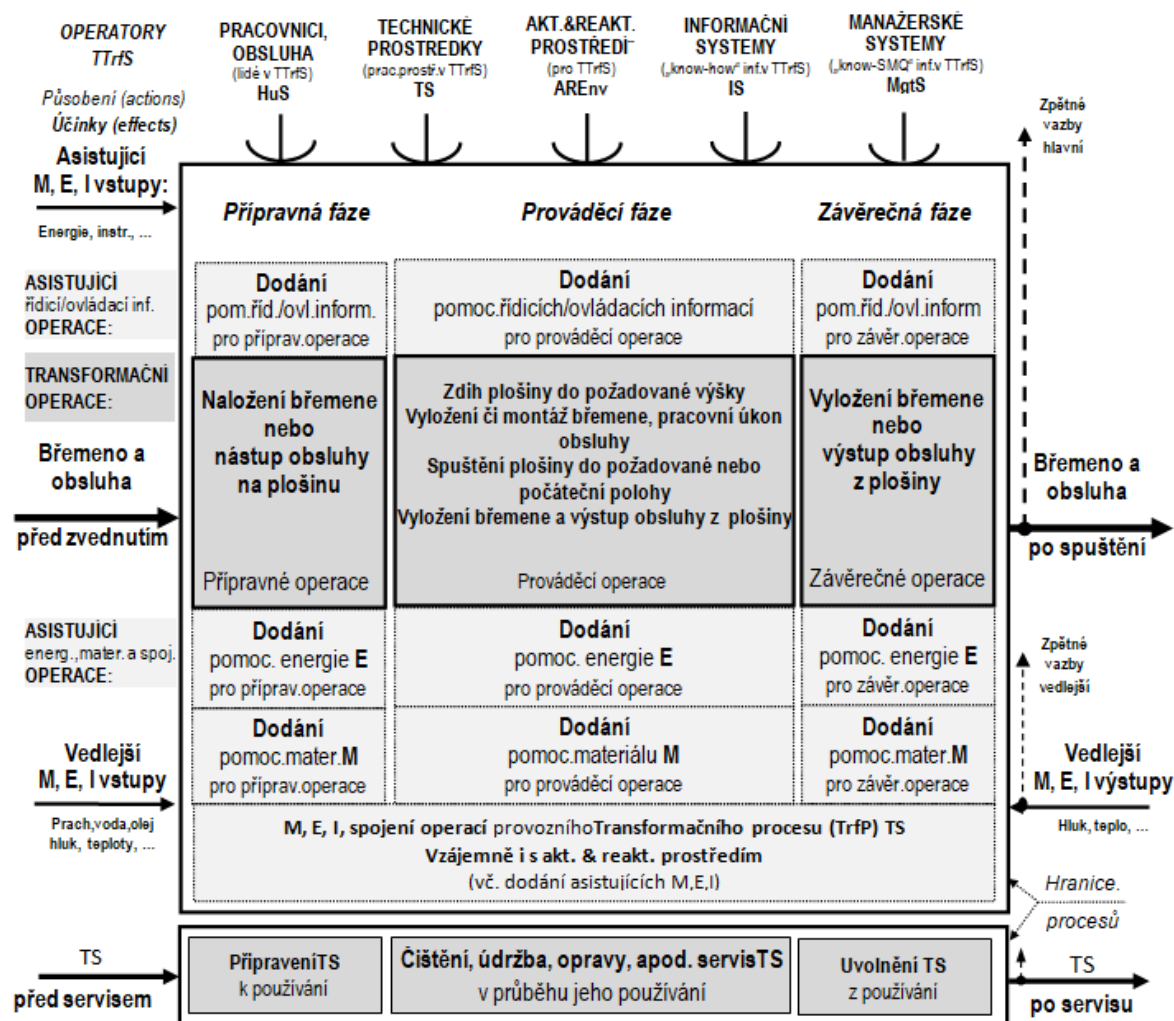 OPERATORY
TTrfS
Působení (actions)
Účinky (effects)
PRACOVNICI,
OBSLUHA
(lidé v TTrfS)
HuS
TECHNICKÉ
PROSTREDKY
(prac.prostř.v TTrfS)
TS
AKT.&REAKT.
PROSTŘEDÍ
(pro TTrfS)
AREnv
INFORMAČNÍ
SYSTEMY
(„know-how“ inf.v TTrfS)
IS
MANAŽERSKÉ
SYSTEMY
(„know-SMQ“ inf.v TTrfS)
MgtS
Zpětné
vazby
hlavní
Asistující
M, E, I vstupy:
Energie, instr., ...
Přípravná fáze
Prováděcí fáze
Závěrečná fáze
ASISTUJÍCÍ
řídicí/ovládací inf.
OPERACE:
Dodání
pom.říd./ovl.inform.
pro příprav.operace
Dodání
pomoc.řídicích/ovládacích informací
pro prováděcí operace
Dodání
pom.říd./ovl.inform
pro závěr.operace
TRANSFORMAČNÍ
OPERACE:
Naložení břemene
nebo
nástup obsluhy
na plošinu
Přípravné operace
Zdih plošiny do požadované výšky
Vyložení či montáž břemene, pracovní úkon
obsluhy
Spuštění plošiny do požadované nebo
počáteční polohy
Vyložení břemene a výstup obsluhy z plošiny
Prováděcí operace
Vyložení břemene
nebo
výstup obsluhy
z plošiny
Závěrečné operace
Břemeno a
obsluha
před zvednutím
Břemeno a
obsluha
po spuštění
ASISTUJÍCÍ
energ.,mater. a spoj.
OPERACE:
Dodání
pomoc. energie E
pro příprav.operace
Dodání
pomoc. energie E
pro prováděcí operace
Dodání
pomoc. energie E
pro závěr.operace
Zpětné
vazby
vedlejší
Dodání
pomoc.mater.M
pro příprav.operace
Dodání
pomoc.materiálu M
pro prováděcí operace
Dodání
pomoc.mater.M
pro závěr.operace
Vedlejší
M, E, I vstupy
Prach,voda,olej
hluk, teploty, ...
Vedlejší
M, E, I výstupy
Hluk, teplo, ...
M, E, I, spojení operací provozníhoTransformačního procesu (TrfP) TS
Vzájemně i s akt. & reakt. prostředím
(vč. dodání asistujících M,E,I)
Hranice.
procesů
TS
před servisem
PřipraveníTS
k používání
Čištění, údržba, opravy, apod. servisTS
v průběhu jeho používání
Uvolnění TS
z používání
TS
po servisu